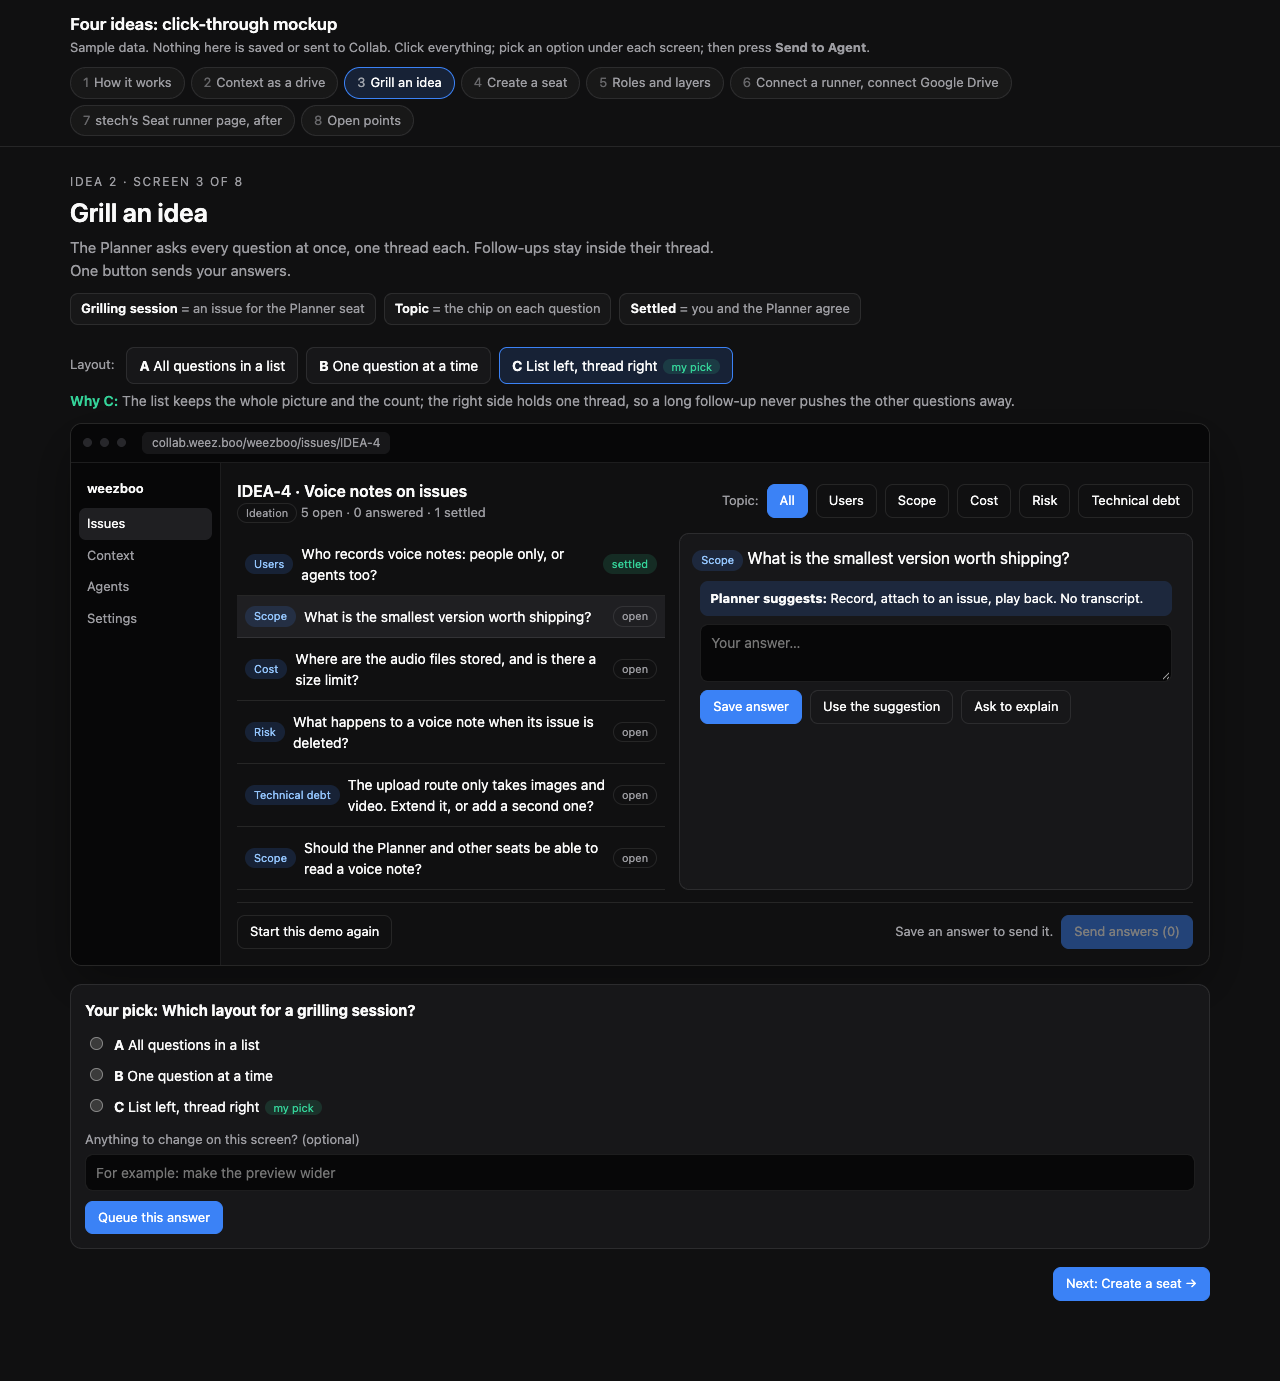 Four ideas: click-through mockup
Sample data. Nothing here is saved or sent to Collab. Click everything; pick an option under each screen; then press Send to Agent.
1 How it works
2 Context as a drive
3 Grill an idea
4 Create a seat
5 Roles and layers
6 Connect a runner, connect Google Drive
7 stech’s Seat runner page, after
8 Open points
IDEA 2 · SCREEN 3 OF 8
Grill an idea
The Planner asks every question at once, one thread each. Follow-ups stay inside their thread.
One button sends your answers.
Grilling session = an issue for the Planner seat
Topic = the chip on each question
Settled = you and the Planner agree
Layout:
A All questions in a list
B One question at a time
C List left, thread right my pick
Why C: The list keeps the whole picture and the count; the right side holds one thread, so a long follow-up never pushes the other questions away.
collab.weez.boo/weezboo/issues/IDEA-4
weezboo
Issues
Context
Agents
Settings
IDEA-4 · Voice notes on issues
Ideation 5 open · 0 answered · 1 settled
Topic:
All
Users
Scope
Cost
Risk
Technical debt
Users
Who records voice notes: people only, or
agents too?
settled
Scope
What is the smallest version worth shipping?
open
Cost
Where are the audio files stored, and is there a
size limit?
open
Risk
What happens to a voice note when its issue is
deleted?
open
Technical debt
The upload route only takes images and
video. Extend it, or add a second one?
open
Scope
Should the Planner and other seats be able to
read a voice note?
open
Scope What is the smallest version worth shipping?
Planner suggests: Record, attach to an issue, play back. No transcript.
Your answer...
Save answer
Use the suggestion
Ask to explain
Start this demo again
Save an answer to send it.
Send answers (0)
Your pick: Which layout for a grilling session?
A All questions in a list
B One question at a time
C List left, thread right my pick
Anything to change on this screen? (optional)
For example: make the preview wider
Queue this answer
Next: Create a seat →